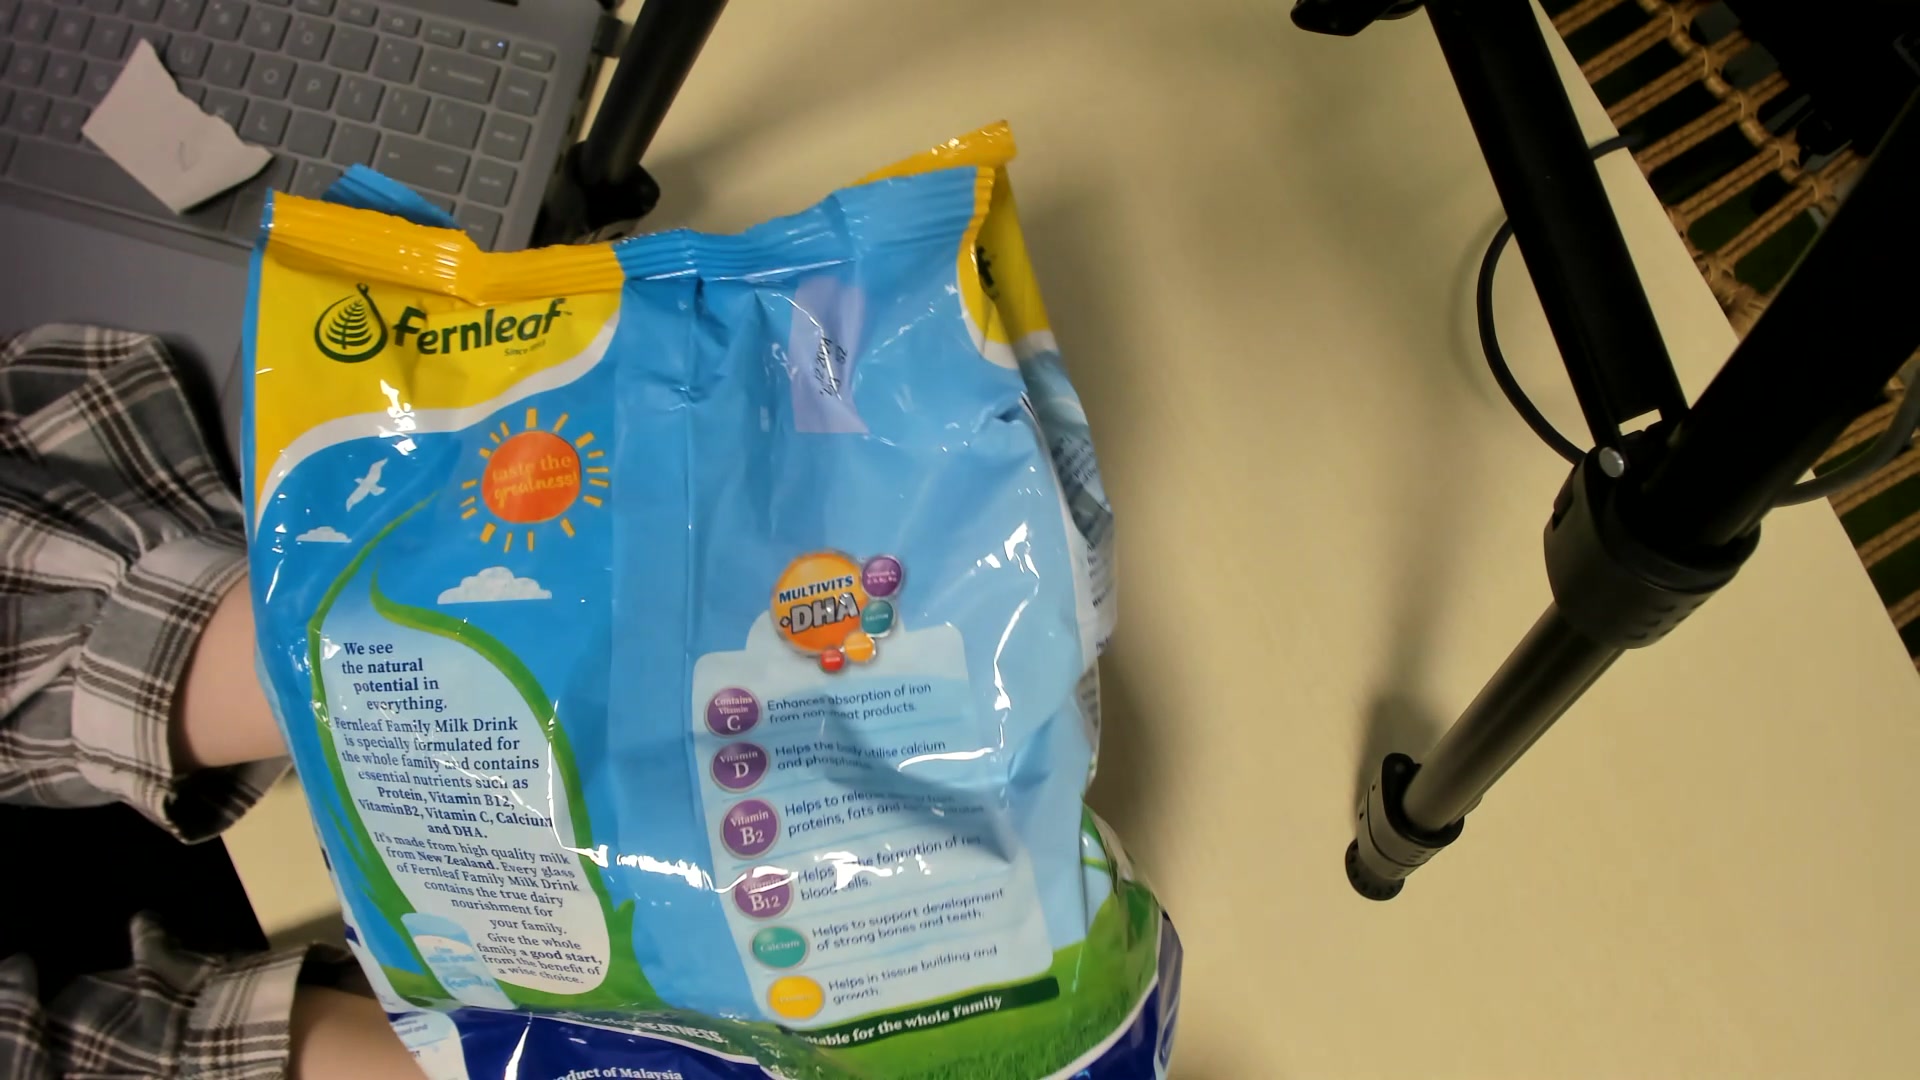 Fernleaf
taste the
greatness!
We see
the natural
potential in
everything.
Fernleaf Family Milk Drink
is specially formulated for
the whole family and contains
essential nutrients such as
Protein, Vitamin B12,
VitaminB2, Vitamin C, Calcium
and DHA.
It's made from high quality milk
from New Zealand. Every glass
of Fernleaf Family Milk Drink
contains the true dairy
nourishment for
your family.
Give the whole
family a good start,
from the benefit of
a wise choice.
MULTIVITS
+DHA
Contains
Vitamin
C
Enhances absorption of iron
from non-meat products.
Vitamin
D
Helps the body utilise calcium
and phosphorus.
Vitamin
B2
Helps to release
proteins, fats and
Vitamin
B12
Helps the formation of red
blood cells.
Calcium
Helps to support development
of strong bones and teeth.
Helps in tissue building and
growth.
for the whole Family
of Malaysia